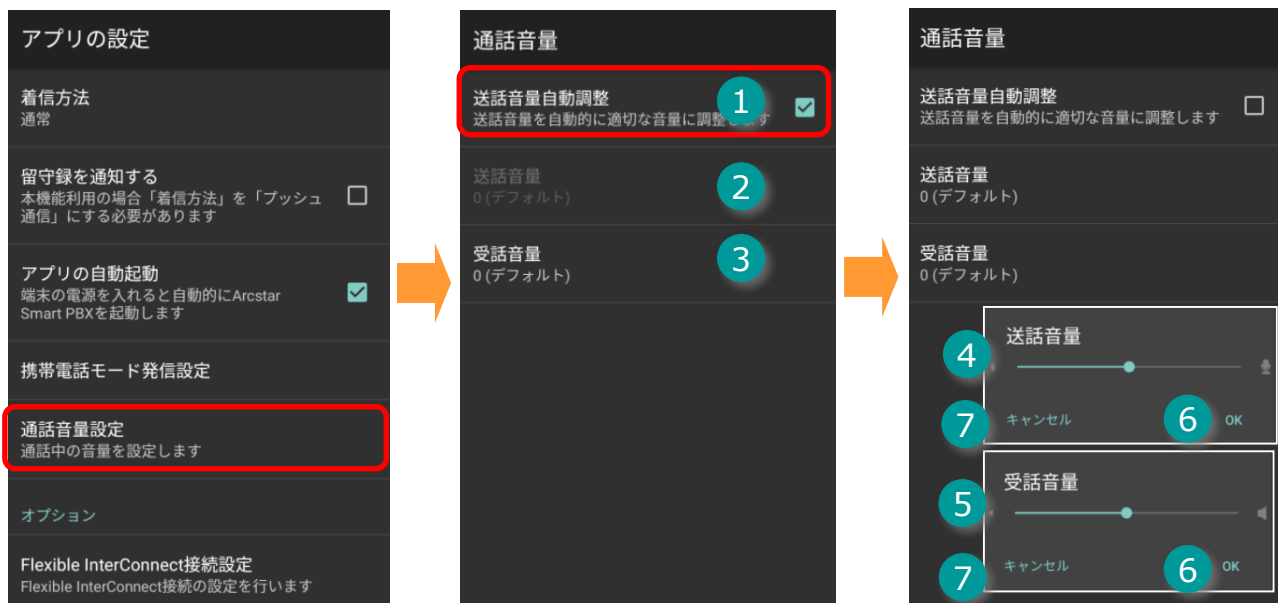 アプリの設定
着信方法
通常
留守録を通知する
本機能利用の場合「着信方法」を「プッシュ
通信」にする必要があります
アプリの自動起動
端末の電源を入れると自動的にArcstar
Smart PBXを起動します
携帯電話モード発信設定
通話音量設定
通話中の音量を設定します
オプション
Flexible InterConnect接続設定
Flexible InterConnect接続の設定を行います
通話音量
送話音量自動調整
1
送話音量を自動的に適切な音量に調整します
送話音量
2
0 (デフォルト)
受話音量
3
0 (デフォルト)
通話音量
送話音量自動調整
送話音量を自動的に適切な音量に調整します
送話音量
0 (デフォルト)
受話音量
0 (デフォルト)
送話音量
4
7 キャンセル 6 OK
受話音量
5
7 キャンセル 6 OK